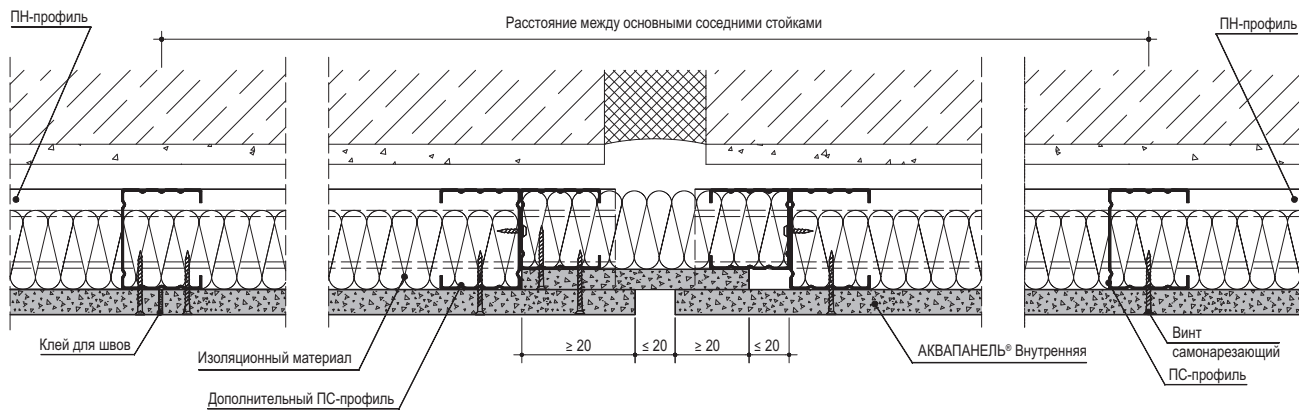 ПН-профиль
Расстояние между основными соседними стойками
ПН-профиль
Клей для швов
Изоляционный материал
Дополнительный ПС-профиль
≥ 20
≤ 20
≥ 20
≤ 20
АКВАПАНЕЛЬ® Внутренняя
Винт
самонарезающий
ПС-профиль